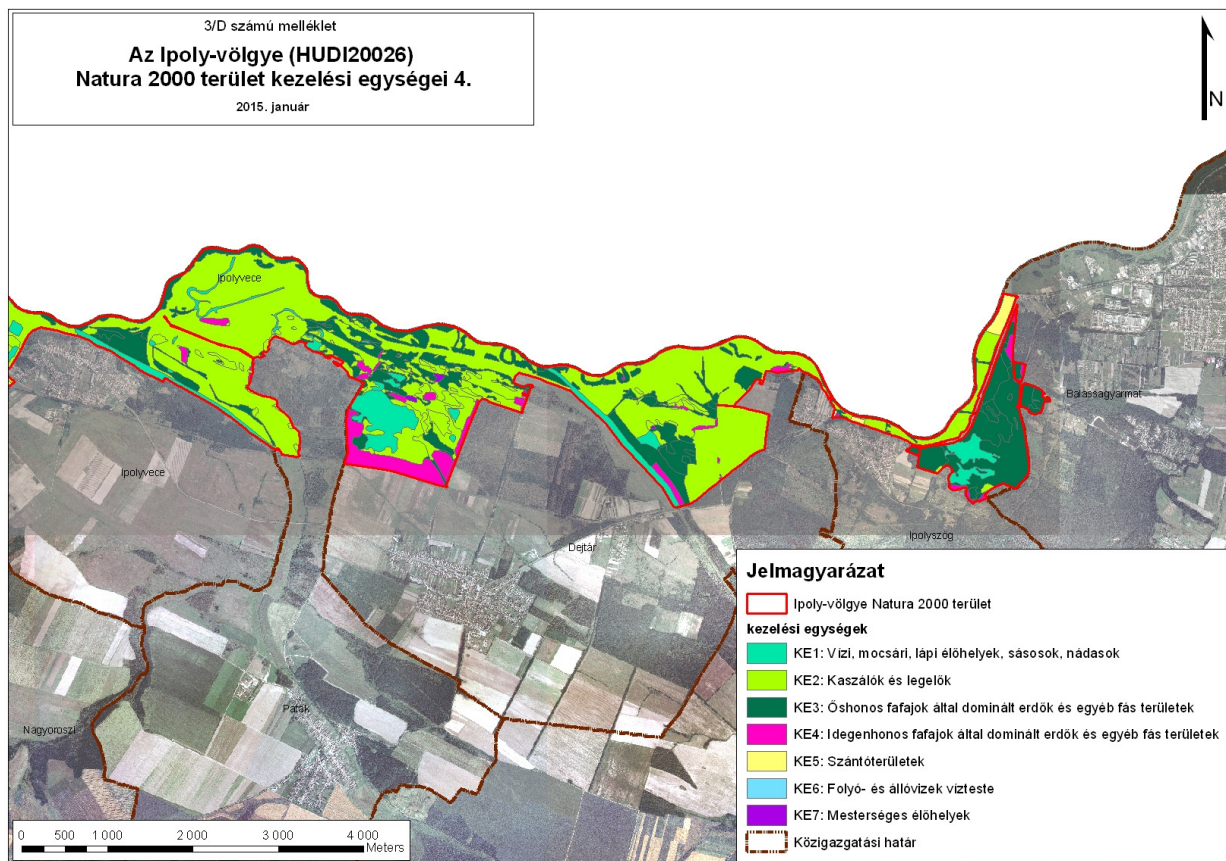 3/D számú melléklet
Az Ipoly-völgye (HUDI20026)
Natura 2000 terület kezelési egységei 4.
2015. január
N
Ipolyvece
Balassagyarmat
Ipolyvece
Dejtár
Ipolyszög
Patak
Nagyoroszi
Jelmagyarázat
Ipoly-völgye Natura 2000 terület
kezelési egységek
KE1: Vízi, mocsári, lápi élőhelyek, sásosok, nádasok
KE2: Kaszálók és legelők
KE3: Őshonos fafajok által dominált erdők és egyéb fás területek
KE4: Idegenhonos fafajok által dominált erdők és egyéb fás területek
KE5: Szántóterületek
KE6: Folyó- és állóvizek vízteste
KE7: Mesterséges élőhelyek
Közigazgatási határ
0 500 1 000 2 000 3 000 4 000
Meters